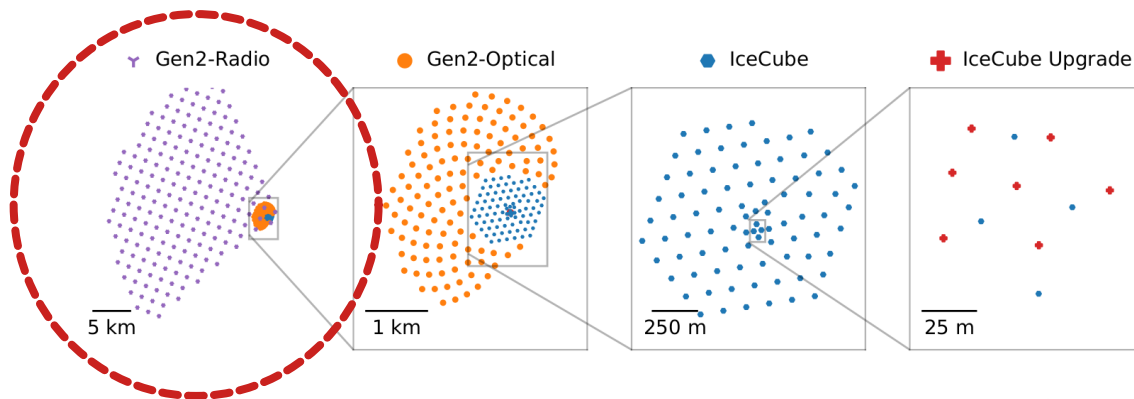 Gen2-Radio
Gen2-Optical
IceCube
IceCube Upgrade
5 km
1 km
250 m
25 m